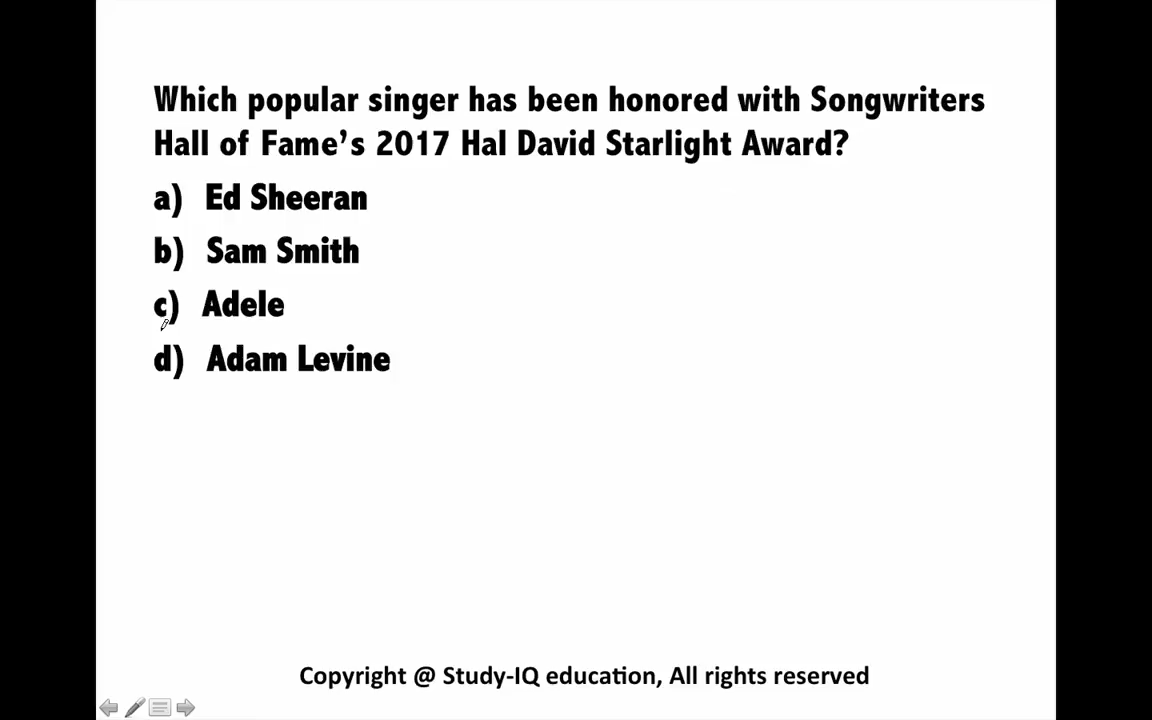 Which popular singer has been honored with Songwriters
Hall of Fame’s 2017 Hal David Starlight Award?
a) Ed Sheeran
b) Sam Smith
c) Adele
d) Adam Levine
Copyright @ Study-IQ education, All rights reserved